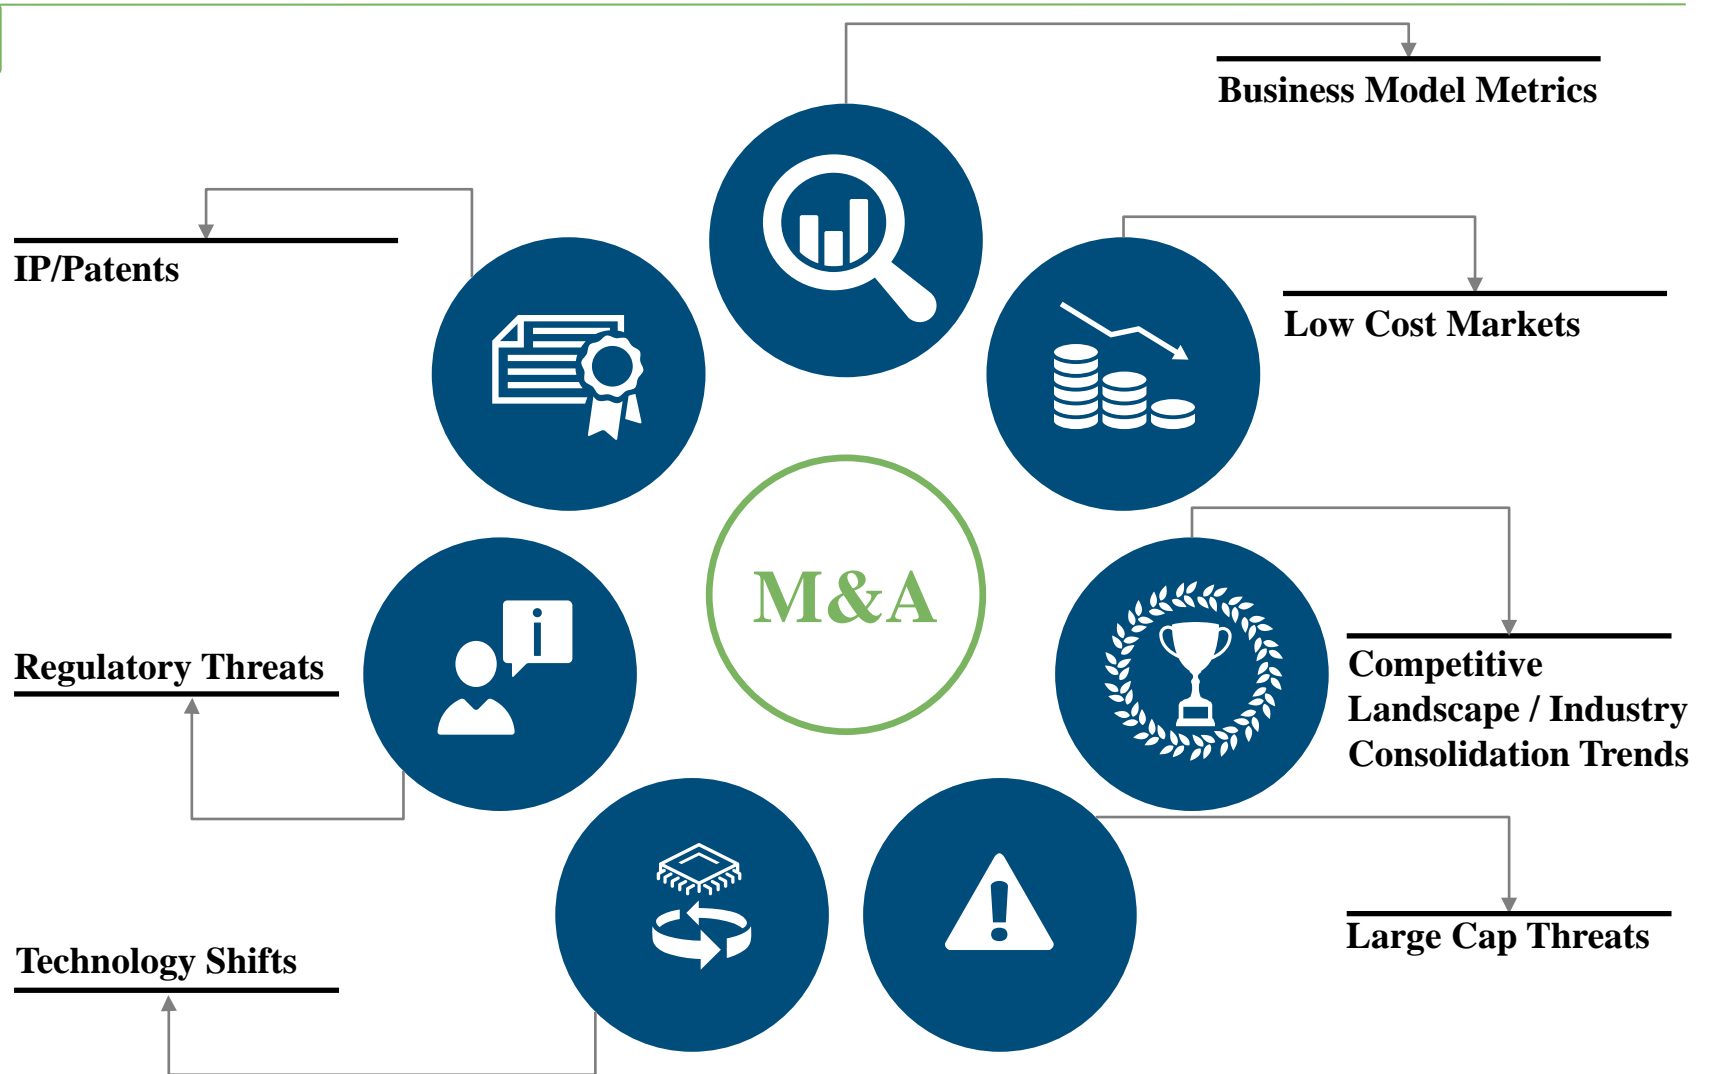 Business Model Metrics
IP/Patents
Low Cost Markets
M&A
i
Regulatory Threats
Competitive
Landscape / Industry
Consolidation Trends
!
Large Cap Threats
Technology Shifts